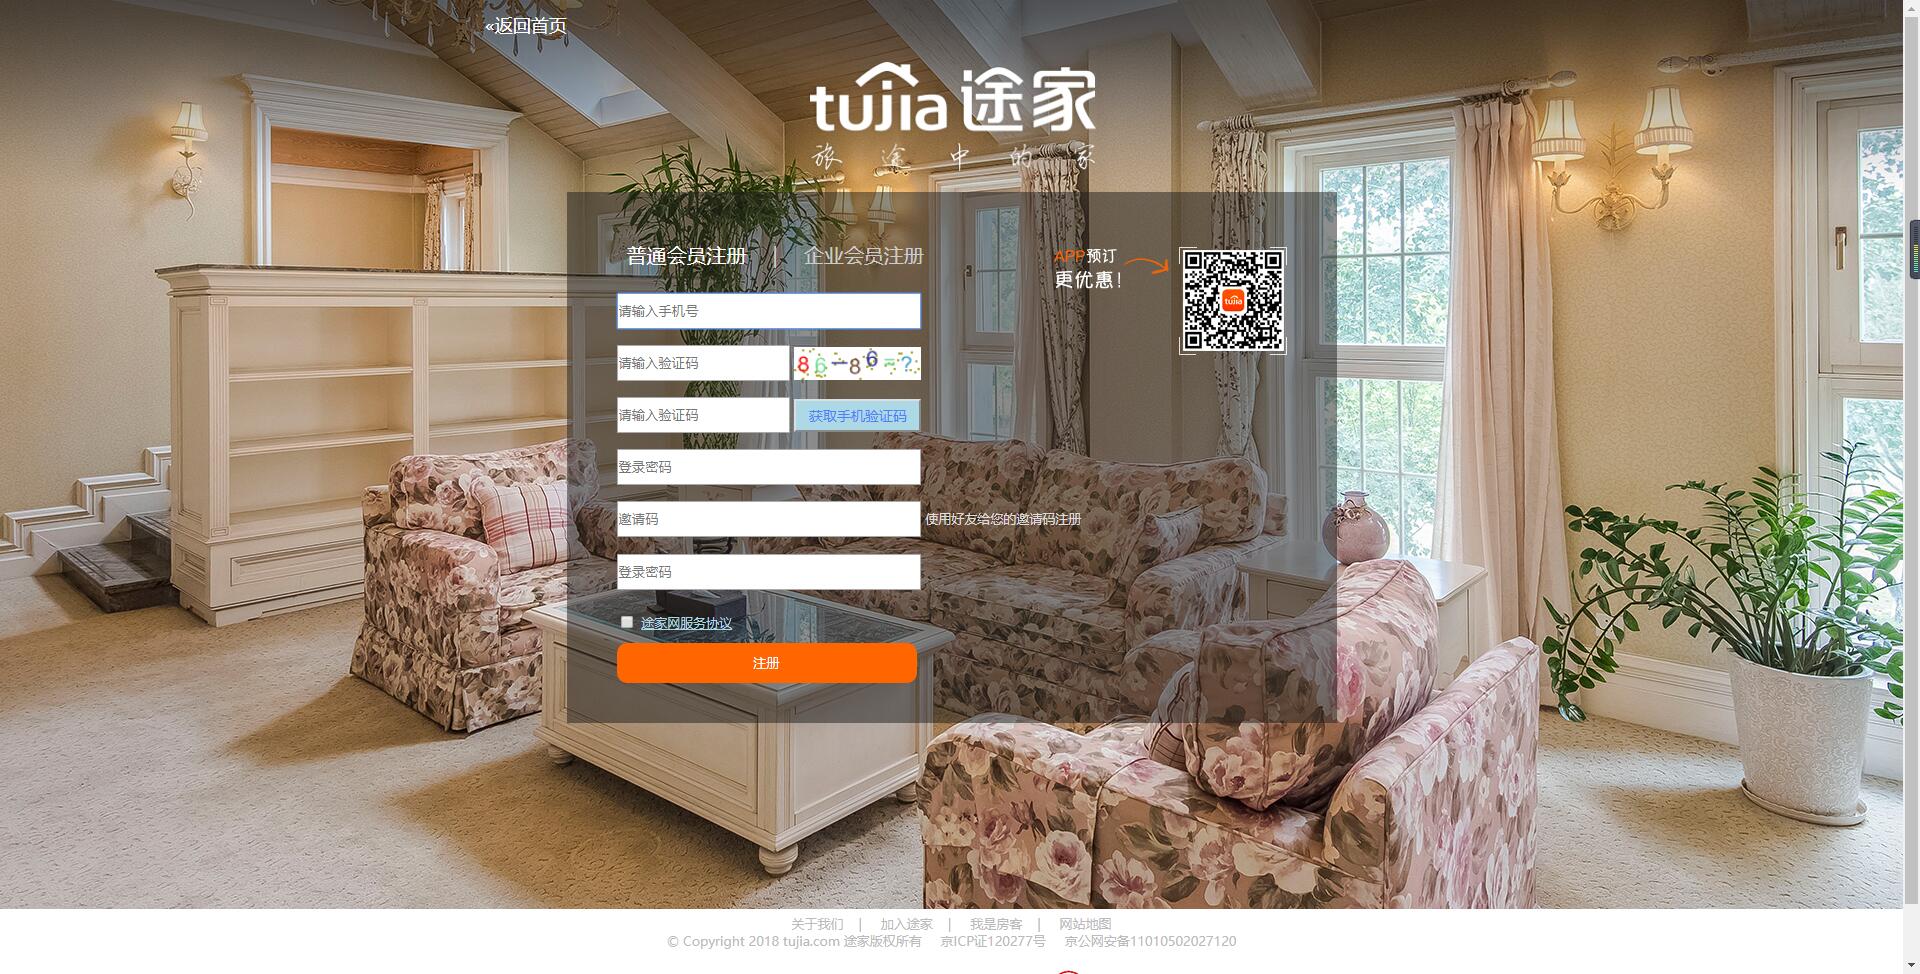 «返回首页
tujia 途家
旅途中的家
普通会员注册 | 企业会员注册
APP预订
更优惠!
tujia
请输入手机号
请输入验证码 86-86=?
请输入验证码 获取手机验证码
登录密码
邀请码 使用好友给您的邀请码注册
登录密码
途家网服务协议
注册
关于我们 | 加入途家 | 我是房客 | 网站地图
© Copyright 2018 tujia.com 途家版权所有 京ICP证120277号 京公网安备11010502027120